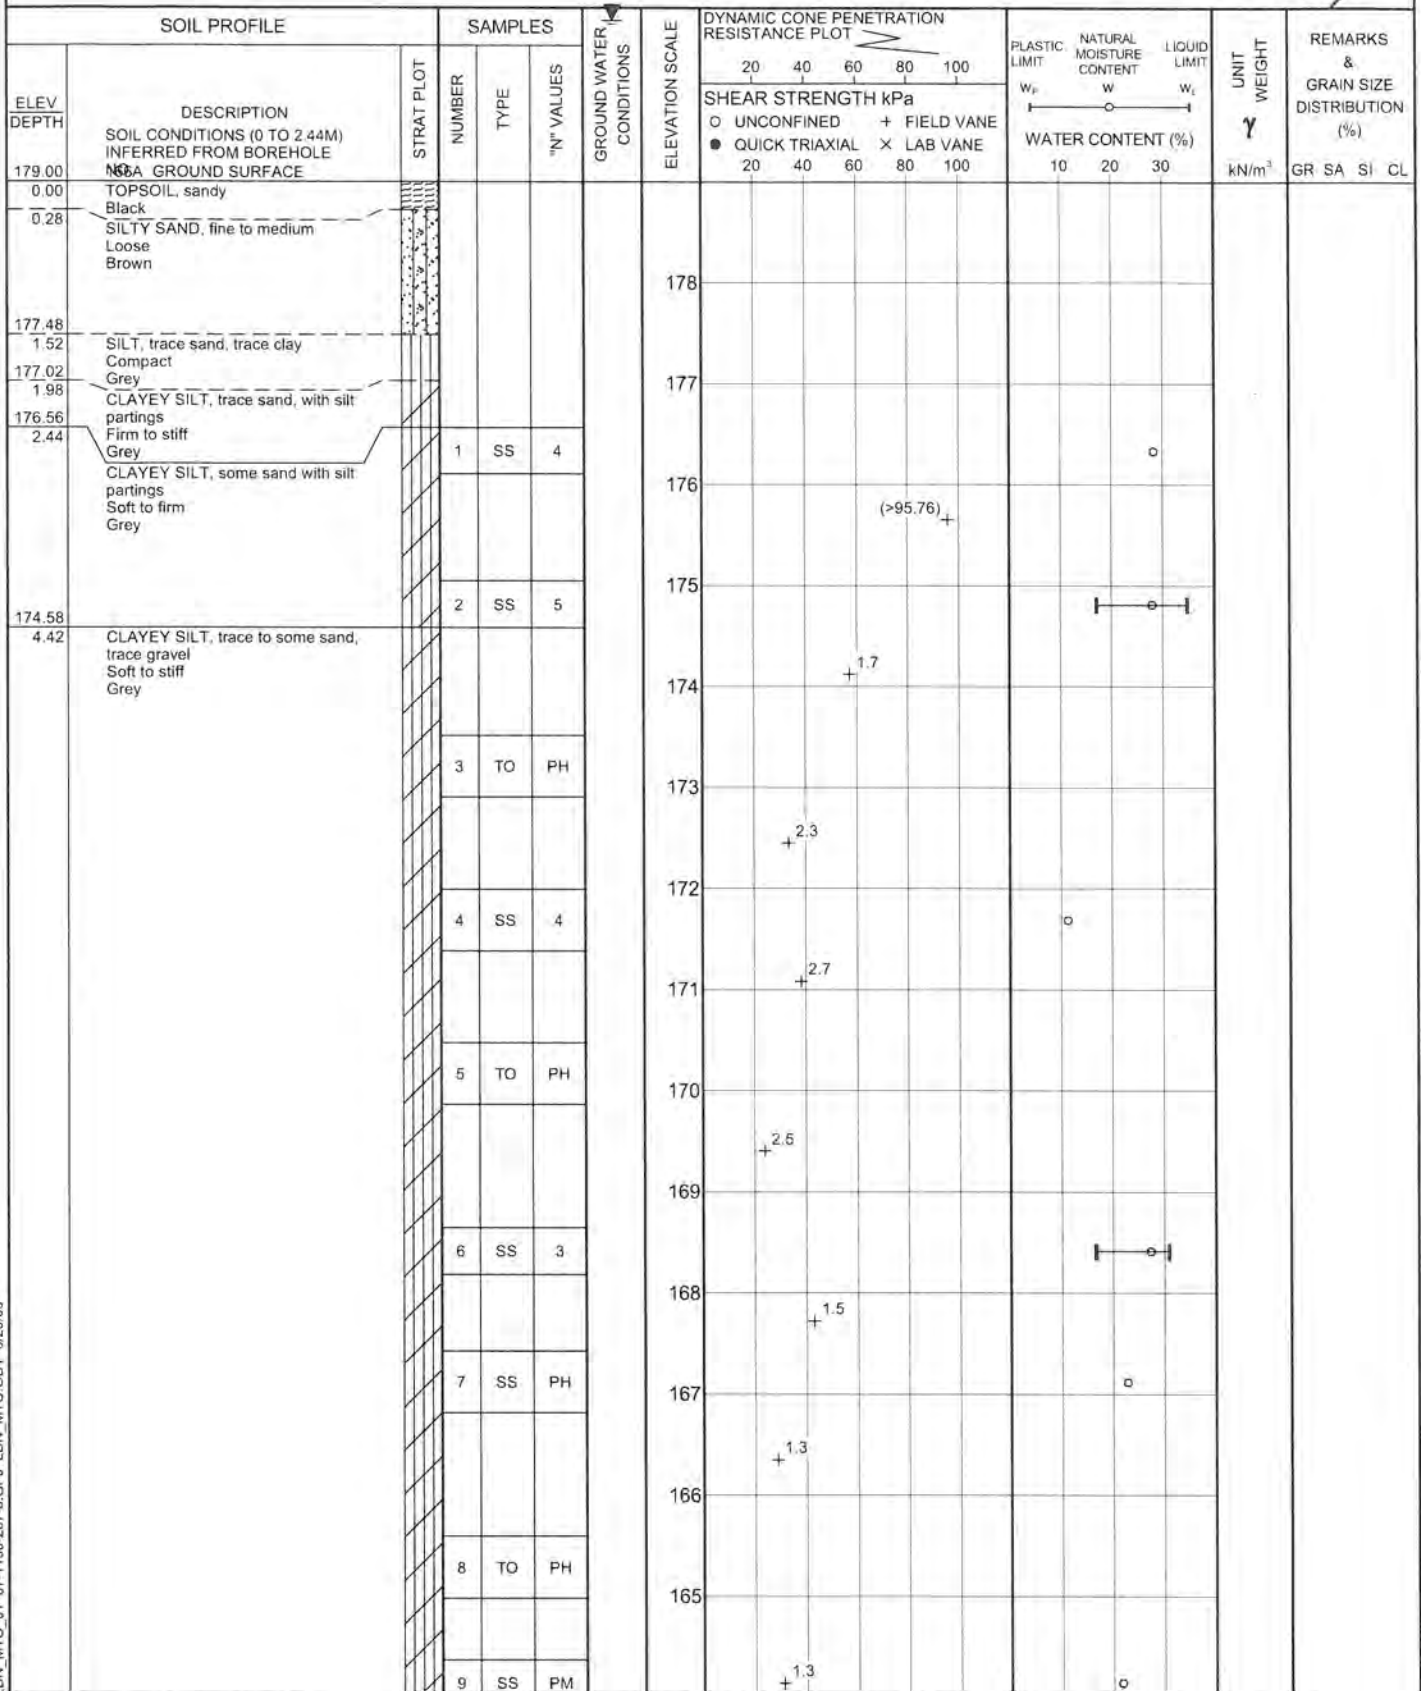 SOIL PROFILE
SAMPLES
GROUND WATER CONDITIONS
ELEVATION SCALE
DYNAMIC CONE PENETRATION
RESISTANCE PLOT
20 40 60 80 100
SHEAR STRENGTH kPa
O UNCONFINED + FIELD VANE
● QUICK TRIAXIAL × LAB VANE
20 40 60 80 100
PLASTIC LIMIT
NATURAL MOISTURE CONTENT
LIQUID LIMIT
WP W WL
WATER CONTENT (%)
10 20 30
UNIT WEIGHT
γ
kN/m³
REMARKS
&
GRAIN SIZE
DISTRIBUTION
(%)
GR SA SI CL
ELEV
DEPTH
DESCRIPTION
STRAT PLOT
NUMBER
TYPE
"N" VALUES
SOIL CONDITIONS (0 TO 2.44M)
INFERRED FROM BOREHOLE
179.00 GROUND SURFACE
0.00 TOPSOIL, sandy
Black
0.28
SILTY SAND, fine to medium
Loose
Brown
178
177.48
1.52 SILT, trace sand, trace clay
Compact
177.02 Grey
177
1.98
CLAYEY SILT, trace sand, with silt
partings
176.56
2.44 Firm to stiff
Grey
1 SS 4
CLAYEY SILT, some sand with silt
partings
Soft to firm
Grey
176
(>95.76)
175
2 SS 5
174.58
4.42 CLAYEY SILT, trace to some sand,
trace gravel
Soft to stiff
Grey
1.7
174
3 TO PH
173
2.3
172
4 SS 4
2.7
171
5 TO PH
170
2.5
169
6 SS 3
168
1.5
7 SS PH
167
1.3
166
8 TO PH
165
1.3
9 SS PM